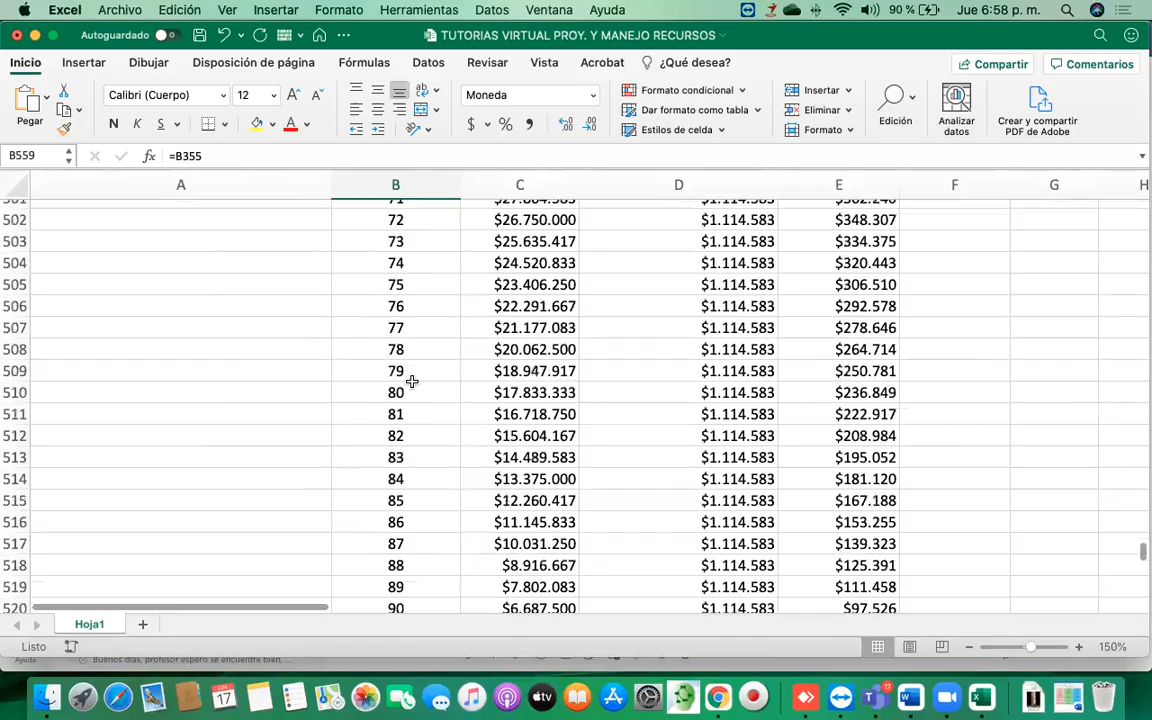 Excel Archivo Edición Ver Insertar Formato Herramientas Datos Ventana Ayuda 90 % Jue 6:58 p. m.
Autoguardado TUTORIAS VIRTUAL PROY. Y MANEJO RECURSOS
Inicio Insertar Dibujar Disposición de página Fórmulas Datos Revisar Vista Acrobat ¿Qué desea? Compartir Comentarios
Pegar Calibri (Cuerpo) 12 Moneda Formato condicional Insertar
Dar formato como tabla Eliminar
N K S Estilos de celda Formato Edición Analizar datos Crear y compartir PDF de Adobe
B559 fx =B355
A B C D E F G H
502 72 $26.750.000 $1.114.583 $348.307
503 73 $25.635.417 $1.114.583 $334.375
504 74 $24.520.833 $1.114.583 $320.443
505 75 $23.406.250 $1.114.583 $306.510
506 76 $22.291.667 $1.114.583 $292.578
507 77 $21.177.083 $1.114.583 $278.646
508 78 $20.062.500 $1.114.583 $264.714
509 79 $18.947.917 $1.114.583 $250.781
510 80 $17.833.333 $1.114.583 $236.849
511 81 $16.718.750 $1.114.583 $222.917
512 82 $15.604.167 $1.114.583 $208.984
513 83 $14.489.583 $1.114.583 $195.052
514 84 $13.375.000 $1.114.583 $181.120
515 85 $12.260.417 $1.114.583 $167.188
516 86 $11.145.833 $1.114.583 $153.255
517 87 $10.031.250 $1.114.583 $139.323
518 88 $8.916.667 $1.114.583 $125.391
519 89 $7.802.083 $1.114.583 $111.458
520 90 $6.687.500 $1.114.583 $97.526
Hoja1
Listo 150%
Ayuda Buenos días, profesor espero se encuentre bien, ...
17